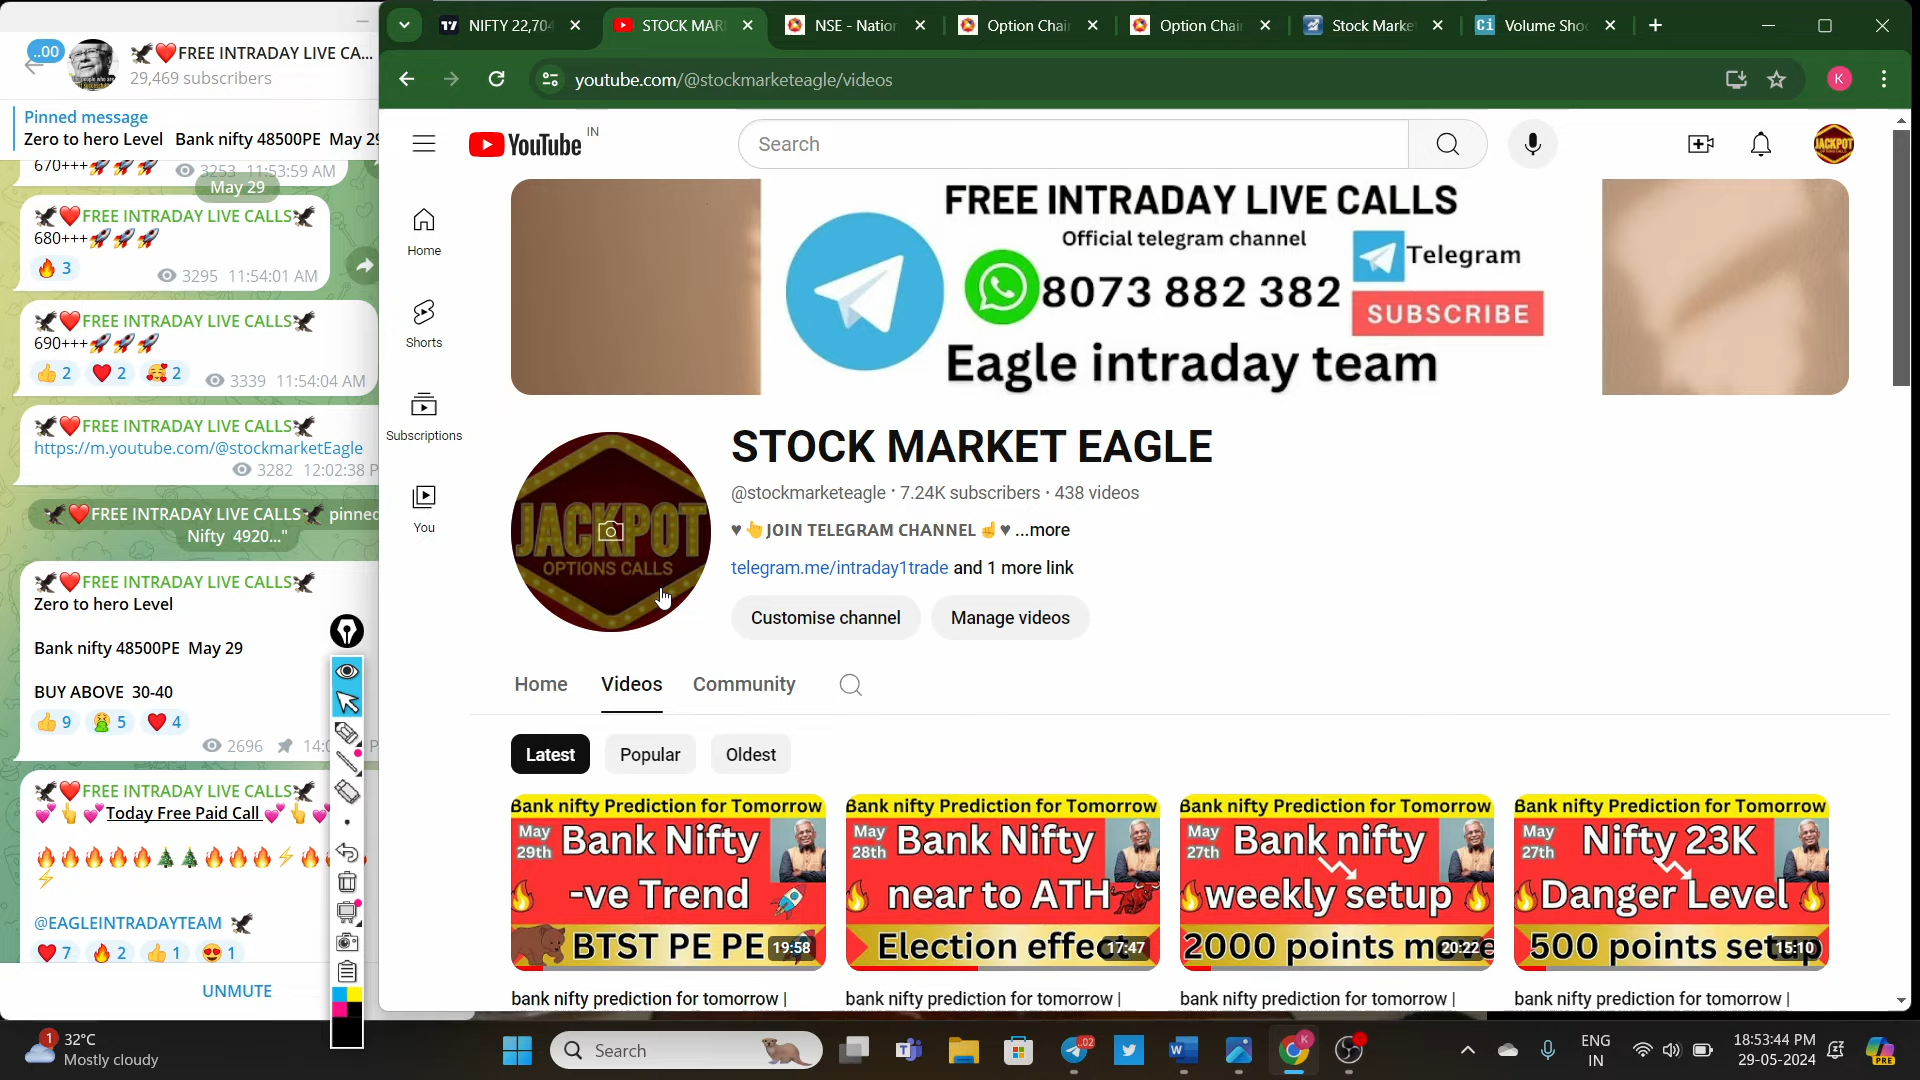 ..00
FREE INTRADAY LIVE CA...
29,469 subscribers
Pinned message
Zero to hero Level Bank nifty 48500PE May 29
670+++🚀🚀🚀 3253 11:53:59 AM
May 29
FREE INTRADAY LIVE CALLS
680+++🚀🚀🚀
🔥 3 3295 11:54:01 AM
FREE INTRADAY LIVE CALLS
690+++🚀🚀🚀
👍 2 ❤️ 2 🥰 2 3339 11:54:04 AM
FREE INTRADAY LIVE CALLS
https://m.youtube.com/@stockmarketEagle
3282 12:02:38 P
FREE INTRADAY LIVE CALLS pinned
Nifty 4920..."
FREE INTRADAY LIVE CALLS
Zero to hero Level
Bank nifty 48500PE May 29
BUY ABOVE 30-40
👍 9 🤮 5 ❤️ 4
2696 14:0
FREE INTRADAY LIVE CALLS
Today Free Paid Call
@EAGLEINTRADAYTEAM
❤️ 7 🔥 2 👍 1 😍 1
UNMUTE
NIFTY 22,704
STOCK MAR
NSE - Nation
Option Chai
Option Chai
Stock Marke
Volume Sho
youtube.com/@stockmarketeagle/videos
K
YouTube IN
Search
JACKPOT
Home
Shorts
Subscriptions
You
FREE INTRADAY LIVE CALLS
Official telegram channel
8073 882 382
Telegram
SUBSCRIBE
Eagle intraday team
JACKPOT
OPTIONS CALLS
STOCK MARKET EAGLE
@stockmarketeagle · 7.24K subscribers · 438 videos
♥👆JOIN TELEGRAM CHANNEL☝♥ ...more
telegram.me/intraday1trade and 1 more link
Customise channel
Manage videos
Home
Videos
Community
Latest
Popular
Oldest
Bank nifty Prediction for Tomorrow
May 29th
Bank Nifty
-ve Trend
BTST PE PE
19:58
bank nifty prediction for tomorrow |
Bank nifty Prediction for Tomorrow
May 28th
Bank Nifty
near to ATH
Election effect
17:47
bank nifty prediction for tomorrow |
Bank nifty Prediction for Tomorrow
May 27th
Bank nifty
weekly setup
2000 points move
20:22
bank nifty prediction for tomorrow |
Bank nifty Prediction for Tomorrow
May 27th
Nifty 23K
Danger Level
500 points setup
15:10
bank nifty prediction for tomorrow |
1
32°C
Mostly cloudy
Search
..02
ENG
IN
18:53:44 PM
29-05-2024
PRE